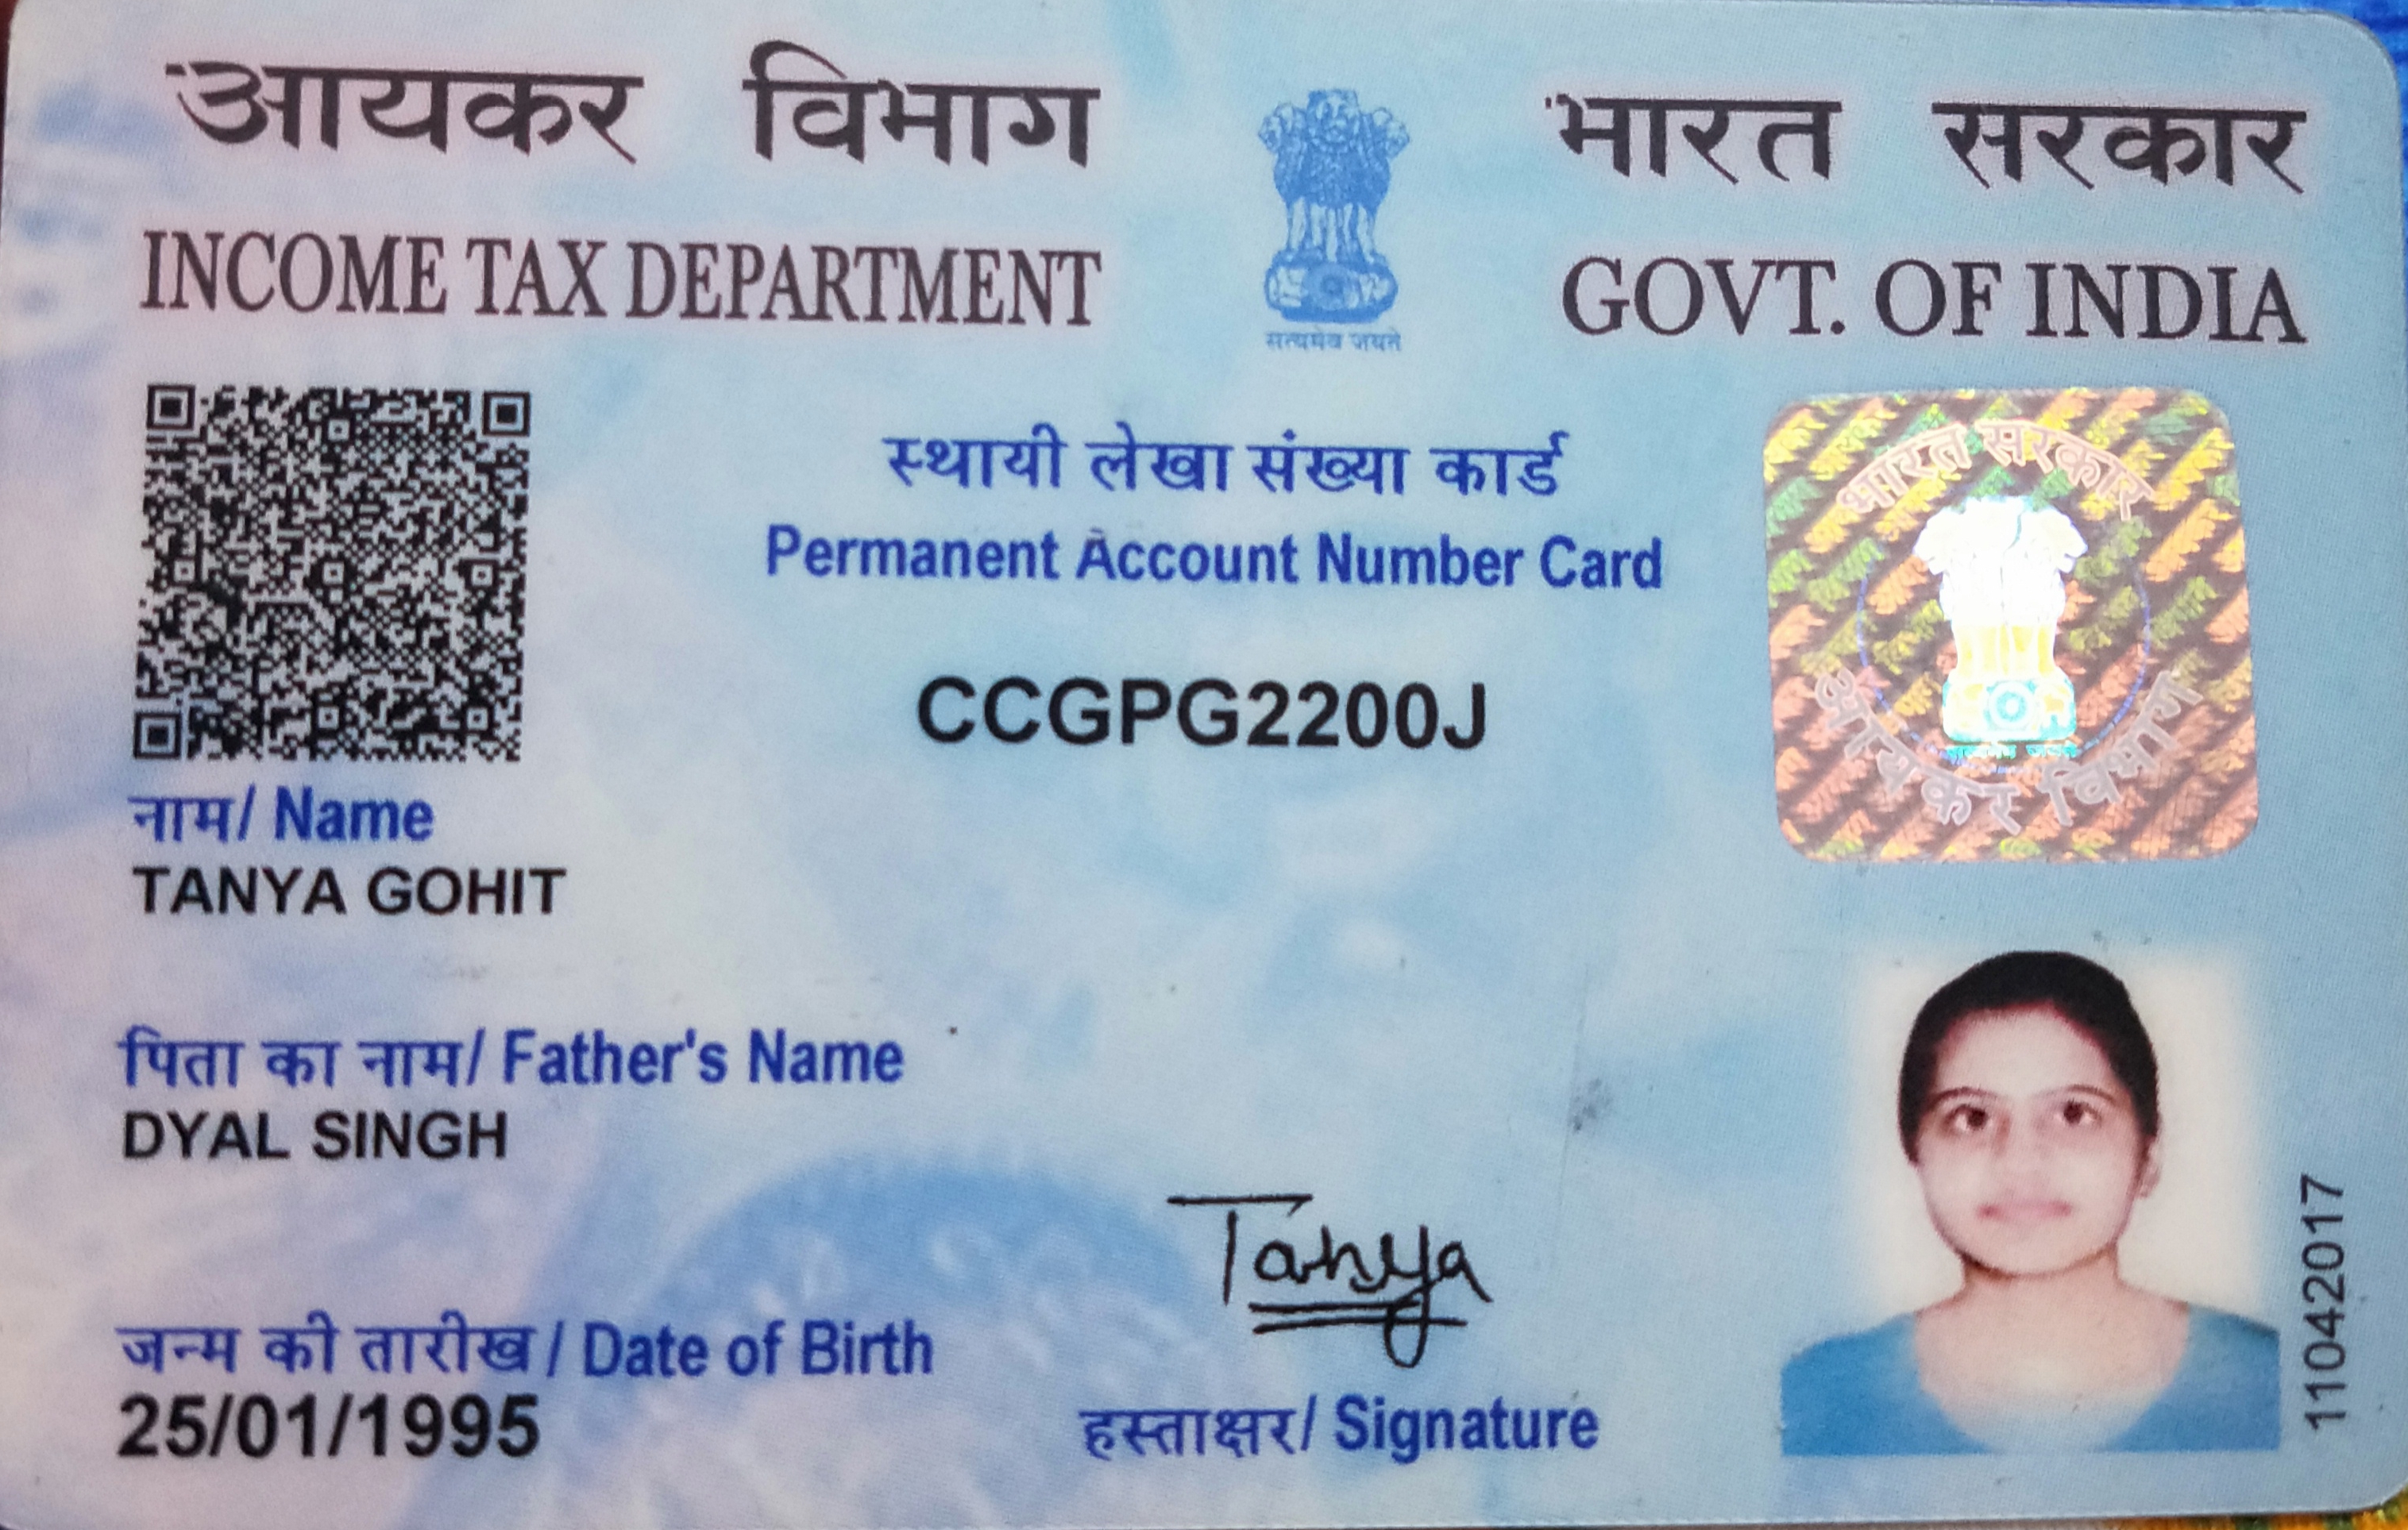 आयकर विभाग
INCOME TAX DEPARTMENT
सत्यमेव जयते
भारत सरकार
GOVT. OF INDIA
स्थायी लेखा संख्या कार्ड
Permanent Account Number Card
CCGPG2200J
भारत सरकार
आयकर विभाग
नाम/ Name
TANYA GOHIT
पिता का नाम/ Father's Name
DYAL SINGH
जन्म की तारीख / Date of Birth
25/01/1995
Tanya
हस्ताक्षर/ Signature
11042017